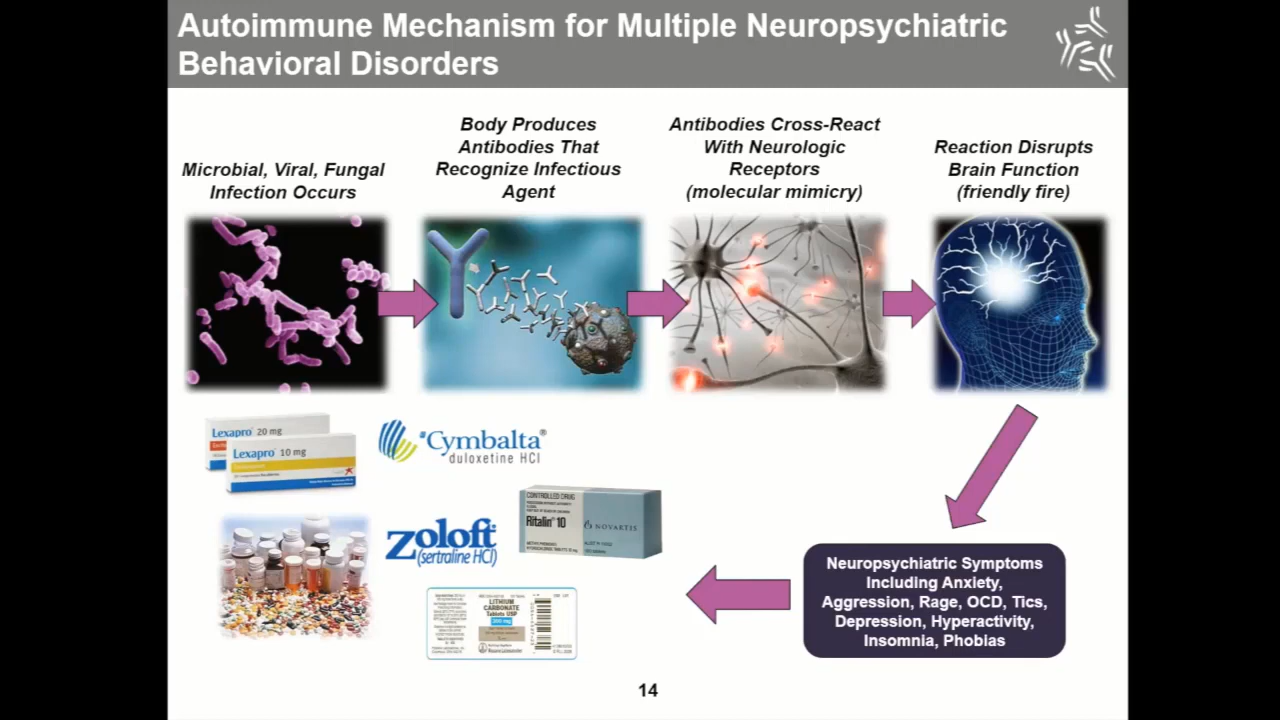 Autoimmune Mechanism for Multiple Neuropsychiatric
Behavioral Disorders
Microbial, Viral, Fungal
Infection Occurs
Body Produces
Antibodies That
Recognize Infectious
Agent
Antibodies Cross-React
With Neurologic
Receptors
(molecular mimicry)
Reaction Disrupts
Brain Function
(friendly fire)
Lexapro 20 mg
Lexapro 10 mg
Cymbalta®
duloxetine HCl
CONTROLLED DRUG
Ritalin® 10
NOVARTIS
Zoloft®
(sertraline HCl)
LITHIUM
CARBONATE
Tablets USP
300 mg
Neuropsychiatric Symptoms
Including Anxiety,
Aggression, Rage, OCD, Tics,
Depression, Hyperactivity,
Insomnia, Phobias
14